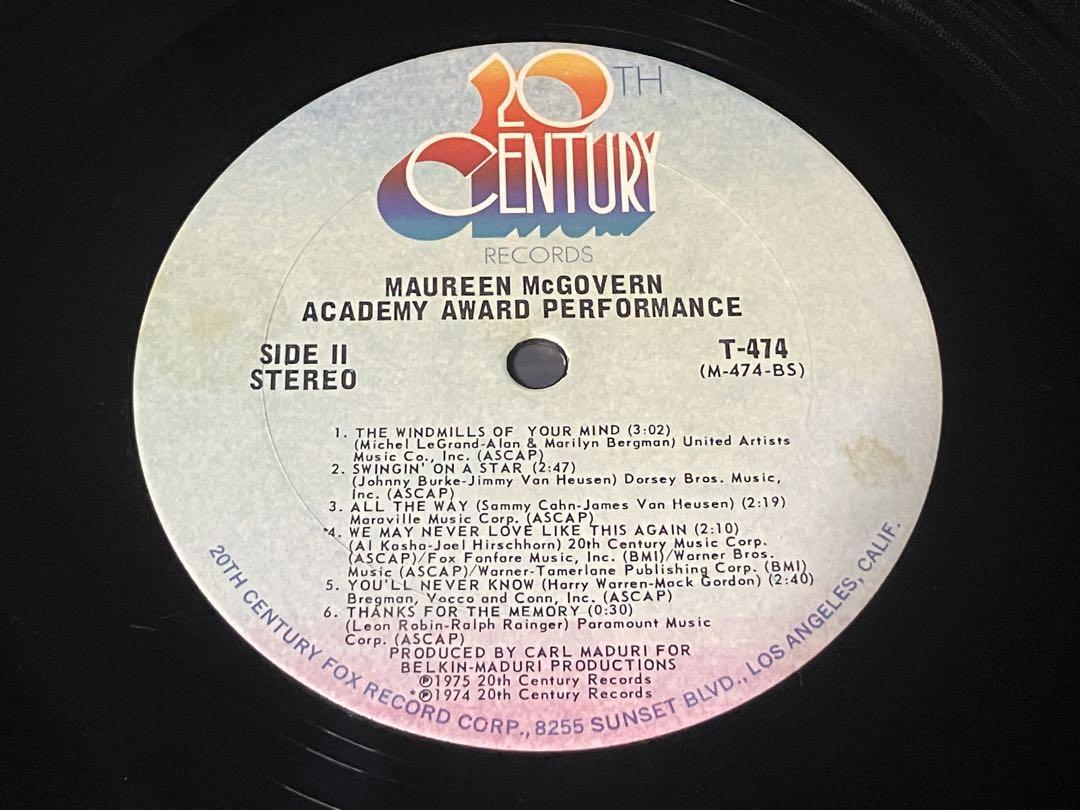 20TH
CENTURY
RECORDS
MAUREEN McGOVERN
ACADEMY AWARD PERFORMANCE
SIDE II
STEREO
T-474
(M-474-BS)
1. THE WINDMILLS OF YOUR MIND (3:02)
(Michel LeGrand-Alan & Marilyn Bergman) United Artists
Music Co., Inc. (ASCAP)
2. SWINGIN' ON A STAR (2:47)
(Johnny Burke-Jimmy Van Heusen) Dorsey Bros. Music,
Inc. (ASCAP)
3. ALL THE WAY (Sammy Cahn-James Van Heusen) (2:19)
Maraville Music Corp. (ASCAP)
*4. WE MAY NEVER LOVE LIKE THIS AGAIN (2:10)
(Al Kasha-Joel Hirschhorn) 20th Century Music Corp.
(ASCAP)/Fox Fanfare Music, Inc. (BMI)/Warner Bros.
Music (ASCAP)/Warner-Tamerlane Publishing Corp. (BMI)
5. YOU'LL NEVER KNOW (Harry Warren-Mack Gordon) (2:40)
Bregman, Vocco and Conn, Inc. (ASCAP)
6. THANKS FOR THE MEMORY (0:30)
(Leon Robin-Ralph Rainger) Paramount Music
Corp. (ASCAP)
PRODUCED BY CARL MADURI FOR
BELKIN-MADURI PRODUCTIONS
℗1975 20th Century Records
*℗1974 20th Century Records
20TH CENTURY FOX RECORD CORP., 8255 SUNSET BLVD., LOS ANGELES, CALIF.